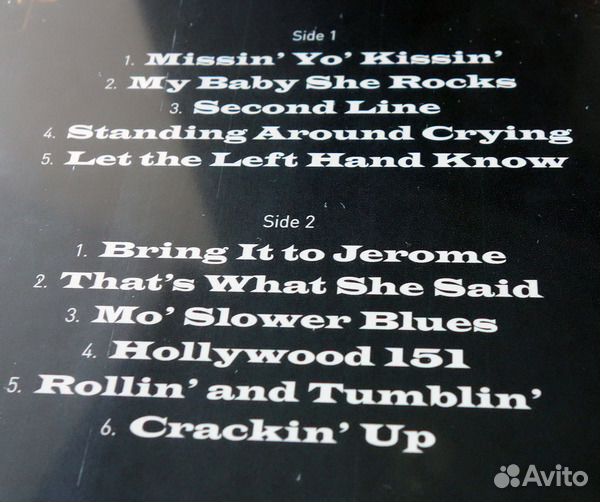 Side 1
1. Missin' Yo' Kissin'
2. My Baby She Rocks
3. Second Line
4. Standing Around Crying
5. Let the Left Hand Know
Side 2
1. Bring It to Jerome
2. That's What She Said
3. Mo' Slower Blues
4. Hollywood 151
5. Rollin' and Tumblin'
6. Crackin' Up
Avito